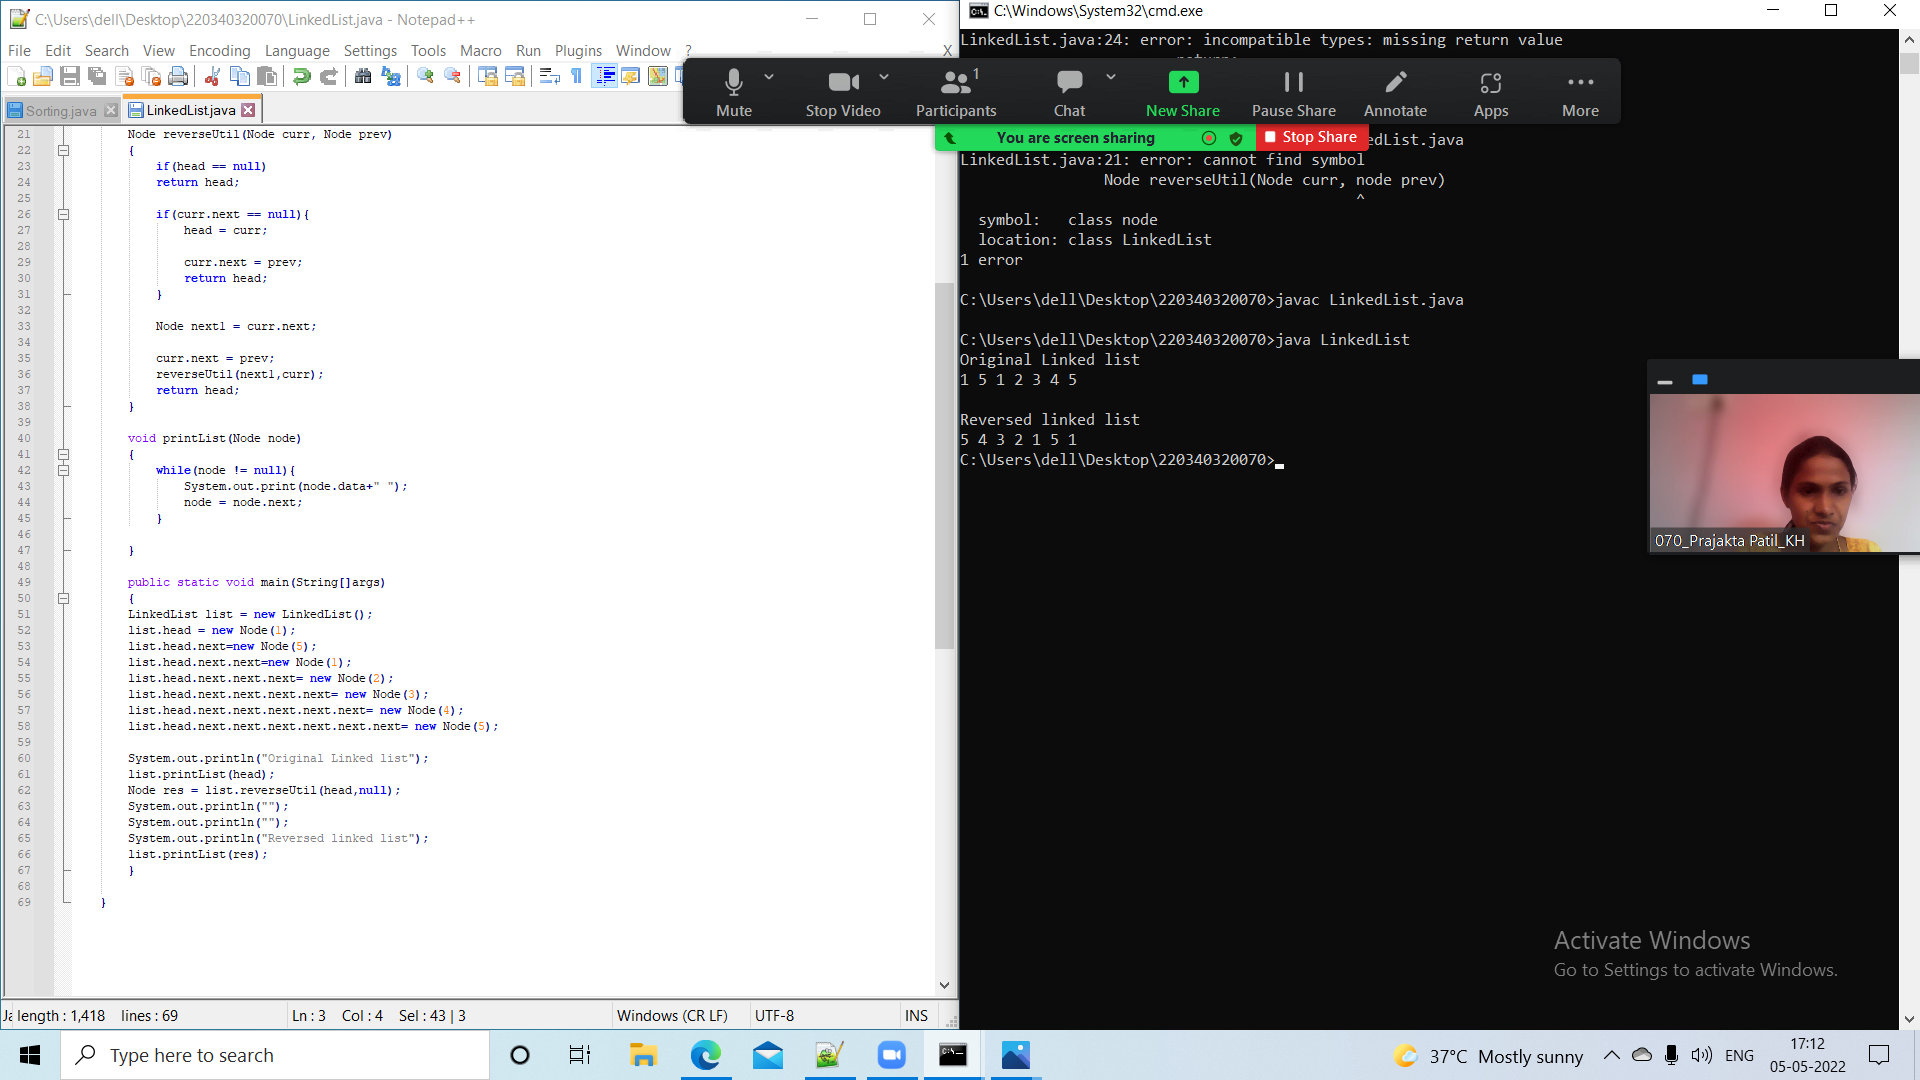 C:\Users\dell\Desktop\220340320070\LinkedList.java - Notepad++
File Edit Search View Encoding Language Settings Tools Macro Run Plugins Window ? X
Sorting.java LinkedList.java
21 Node reverseUtil(Node curr, Node prev)
22 {
23 if(head == null)
24 return head;
25
26 if(curr.next == null){
27 head = curr;
28
29 curr.next = prev;
30 return head;
31 }
32
33 Node next1 = curr.next;
34
35 curr.next = prev;
36 reverseUtil(next1,curr);
37 return head;
38 }
39
40 void printList(Node node)
41 {
42 while(node != null){
43 System.out.print(node.data+" ");
44 node = node.next;
45 }
46
47 }
48
49 public static void main(String[]args)
50 {
51 LinkedList list = new LinkedList();
52 list.head = new Node(1);
53 list.head.next=new Node(5);
54 list.head.next.next=new Node(1);
55 list.head.next.next.next= new Node(2);
56 list.head.next.next.next.next= new Node(3);
57 list.head.next.next.next.next.next= new Node(4);
58 list.head.next.next.next.next.next.next= new Node(5);
59
60 System.out.println("Original Linked list");
61 list.printList(head);
62 Node res = list.reverseUtil(head,null);
63 System.out.println("");
64 System.out.println("");
65 System.out.println("Reversed linked list");
66 list.printList(res);
67 }
68
69 }
length : 1,418 lines : 69 Ln : 3 Col : 4 Sel : 43 | 3 Windows (CR LF) UTF-8 INS
C:\Windows\System32\cmd.exe
LinkedList.java:24: error: incompatible types: missing return value
Mute Stop Video Participants 1 Chat New Share Pause Share Annotate Apps More
You are screen sharing Stop Share
edList.java
LinkedList.java:21: error: cannot find symbol
Node reverseUtil(Node curr, node prev)
^
symbol: class node
location: class LinkedList
1 error
C:\Users\dell\Desktop\220340320070>javac LinkedList.java
C:\Users\dell\Desktop\220340320070>java LinkedList
Original Linked list
1 5 1 2 3 4 5
Reversed linked list
5 4 3 2 1 5 1
C:\Users\dell\Desktop\220340320070>
070_Prajakta Patil_KH
Activate Windows
Go to Settings to activate Windows.
Type here to search
37°C Mostly sunny ENG 17:12
05-05-2022